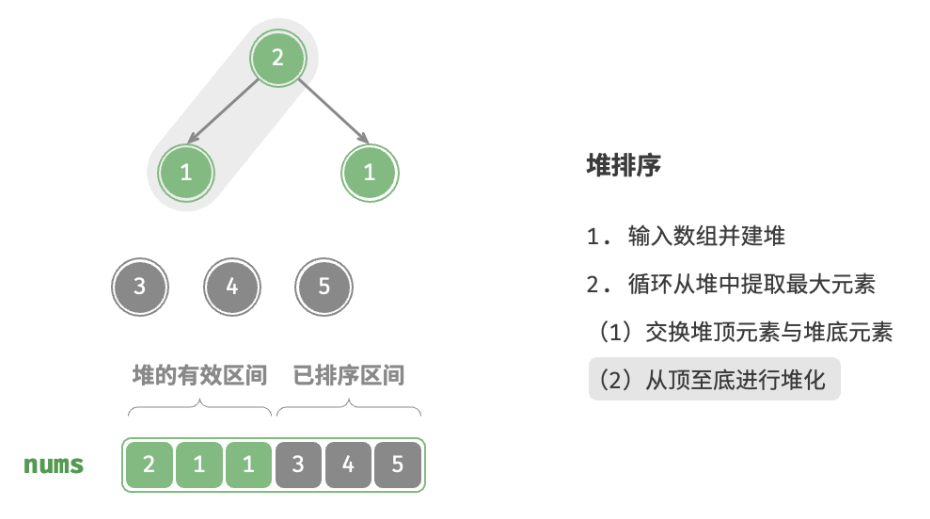 2
1 1
3 4 5
堆的有效区间 已排序区间
nums 2 1 1 3 4 5
堆排序
1. 输入数组并建堆
2. 循环从堆中提取最大元素
（1）交换堆顶元素与堆底元素
（2）从顶至底进行堆化